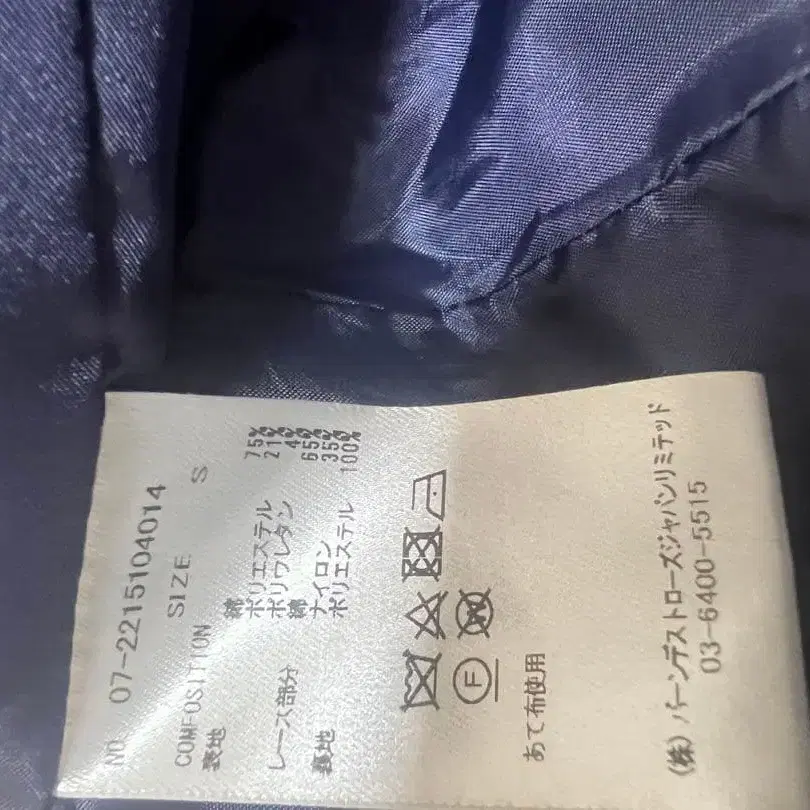 NO 07-2215104014
SIZE S
COMPOSITION
表地 綿 75%
ポリエステル 21%
ポリウレタン 4%
レース部分 綿 65%
ナイロン 35%
裏地 ポリエステル 100%
F
あて布使用
(株) バーンデストローズジャパンリミテッド
03-6400-5515